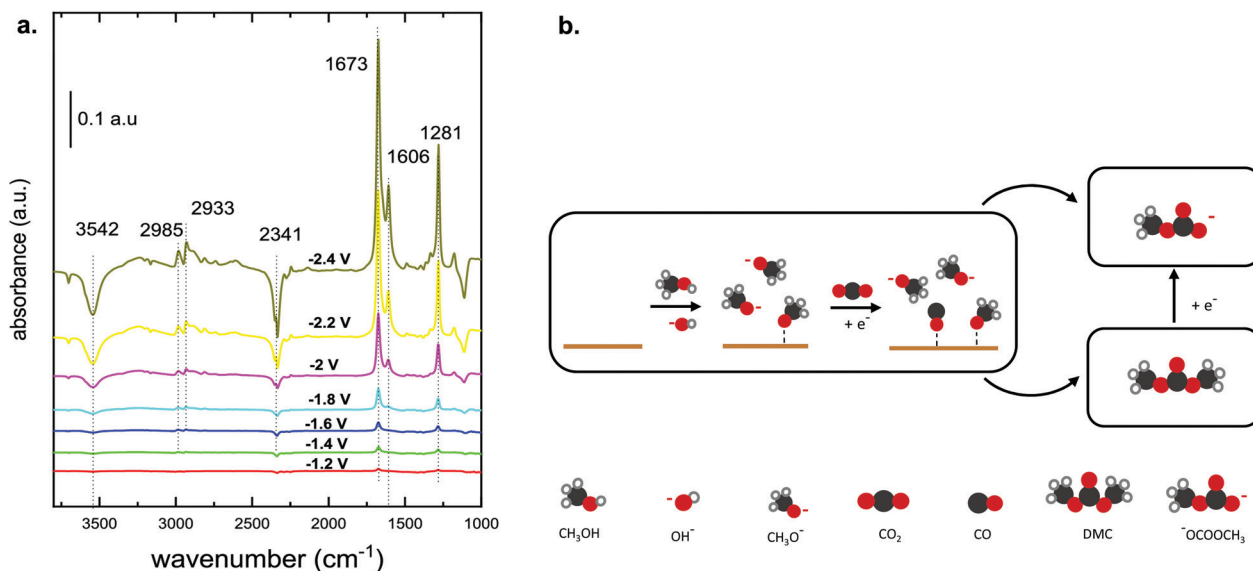 a.
1673
0.1 a.u
1281
1606
2933
3542
2985
2341
-2.4 V
-2.2 V
-2 V
-1.8 V
-1.6 V
-1.4 V
-1.2 V
absorbance (a.u.)
3500 3000 2500 2000 1500 1000
wavenumber (cm⁻¹)
b.
-
-
-
-
+ e⁻
-
-
-
+ e⁻
-
-
-
CH₃OH OH⁻ CH₃O⁻ CO₂ CO DMC ⁻OCOOCH₃